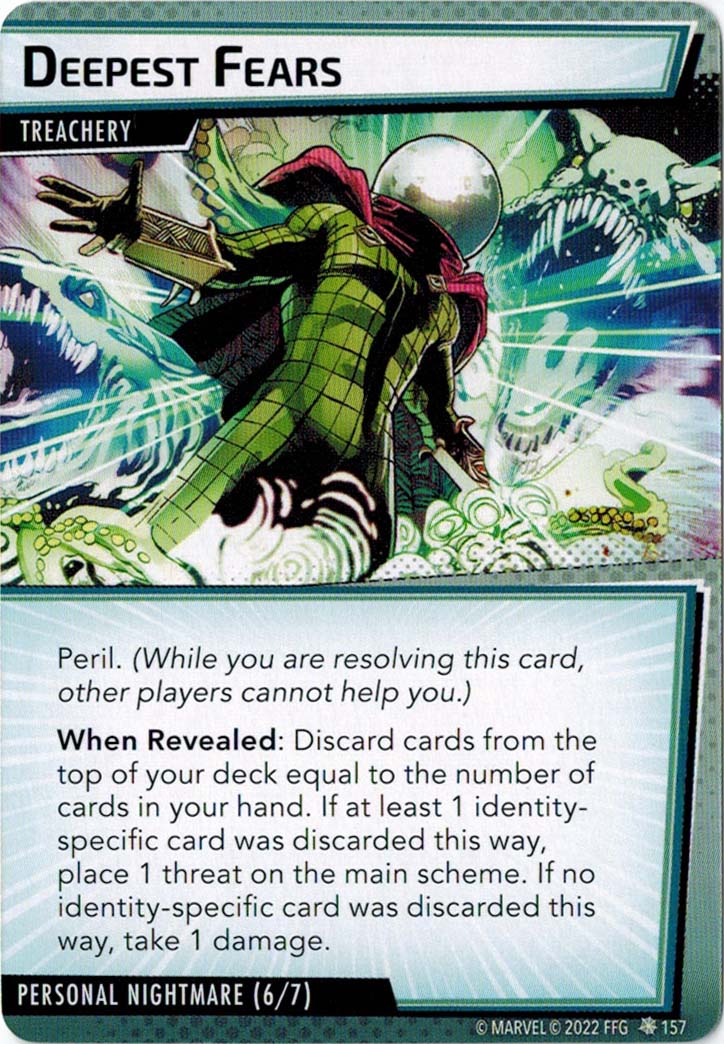 DEEPEST FEARS
TREACHERY
Peril. (While you are resolving this card,
other players cannot help you.)
When Revealed: Discard cards from the
top of your deck equal to the number of
cards in your hand. If at least 1 identity-
specific card was discarded this way,
place 1 threat on the main scheme. If no
identity-specific card was discarded this
way, take 1 damage.
PERSONAL NIGHTMARE (6/7)
© MARVEL © 2022 FFG 157